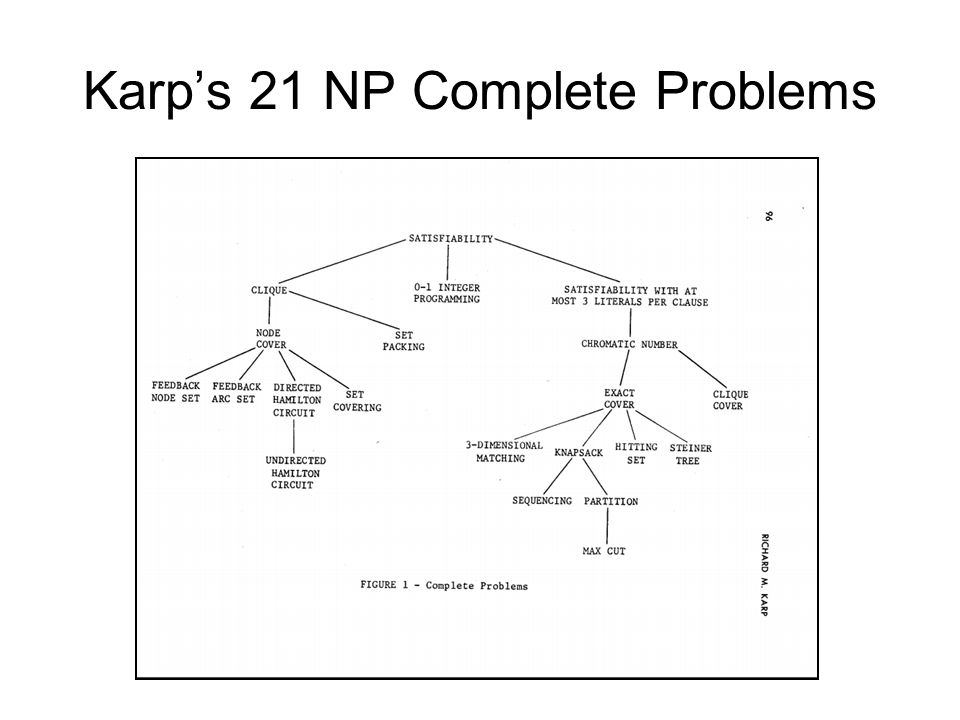 Karp's 21 NP Complete Problems
96
SATISFIABILITY
CLIQUE
0-1 INTEGER
PROGRAMMING
SATISFIABILITY WITH AT
MOST 3 LITERALS PER CLAUSE
NODE
COVER
SET
PACKING
CHROMATIC NUMBER
FEEDBACK
NODE SET
FEEDBACK
ARC SET
DIRECTED
HAMILTON
CIRCUIT
SET
COVERING
EXACT
COVER
CLIQUE
COVER
3-DIMENSIONAL
MATCHING
KNAPSACK
HITTING
SET
STEINER
TREE
UNDIRECTED
HAMILTON
CIRCUIT
SEQUENCING
PARTITION
MAX CUT
FIGURE 1 - Complete Problems
RICHARD M. KARP